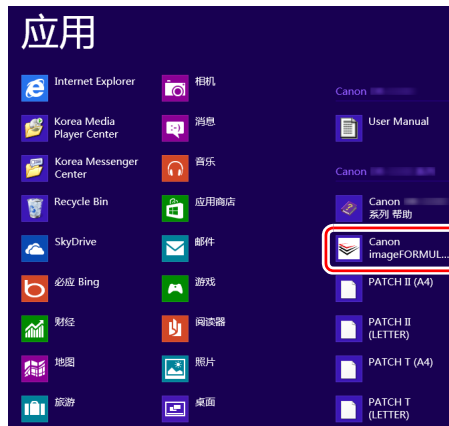 应用
Internet Explorer
Korea Media
Player Center
Korea Messenger
Center
Recycle Bin
SkyDrive
必应 Bing
财经
地图
旅游
相机
消息
音乐
应用商店
邮件
游戏
阅读器
照片
桌面
Canon
User Manual
Canon
Canon
系列 帮助
Canon
imageFORMUL...
PATCH II (A4)
PATCH II
(LETTER)
PATCH T (A4)
PATCH T
(LETTER)